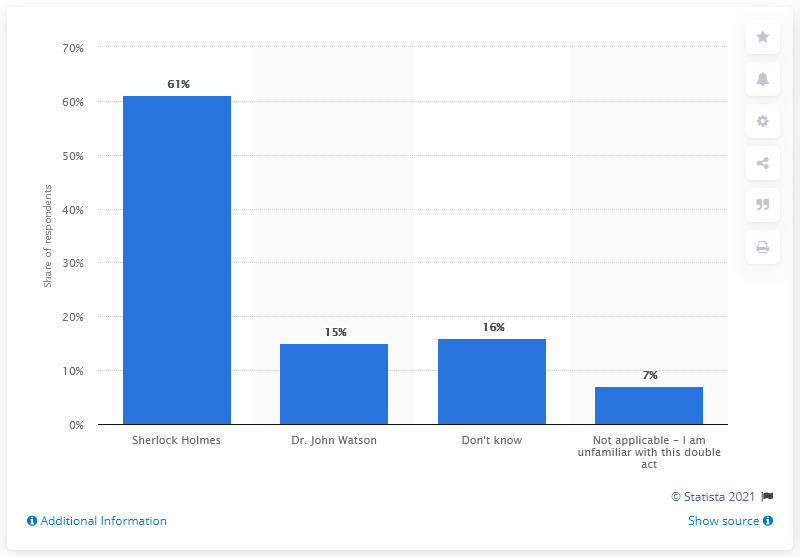 70%
60%
50%
40%
30%
20%
10%
0%
Share of respondents
61%
15%
16%
7%
Sherlock Holmes
Dr. John Watson
Don't know
Not applicable - I am
unfamiliar with this double
act
© Statista 2021
Additional Information
Show source